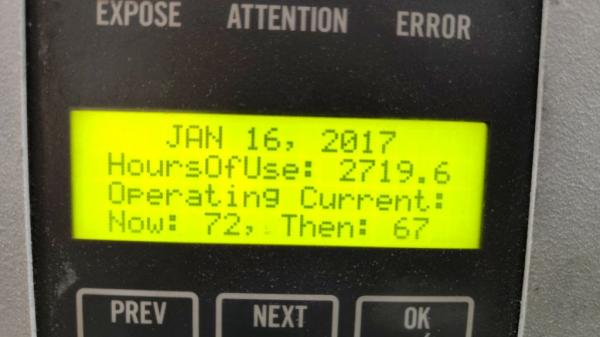 EXPOSE ATTENTION ERROR
JAN 16, 2017
HoursOfUse: 2719.6
Operating Current:
Now: 72, Then: 67
PREV NEXT OK